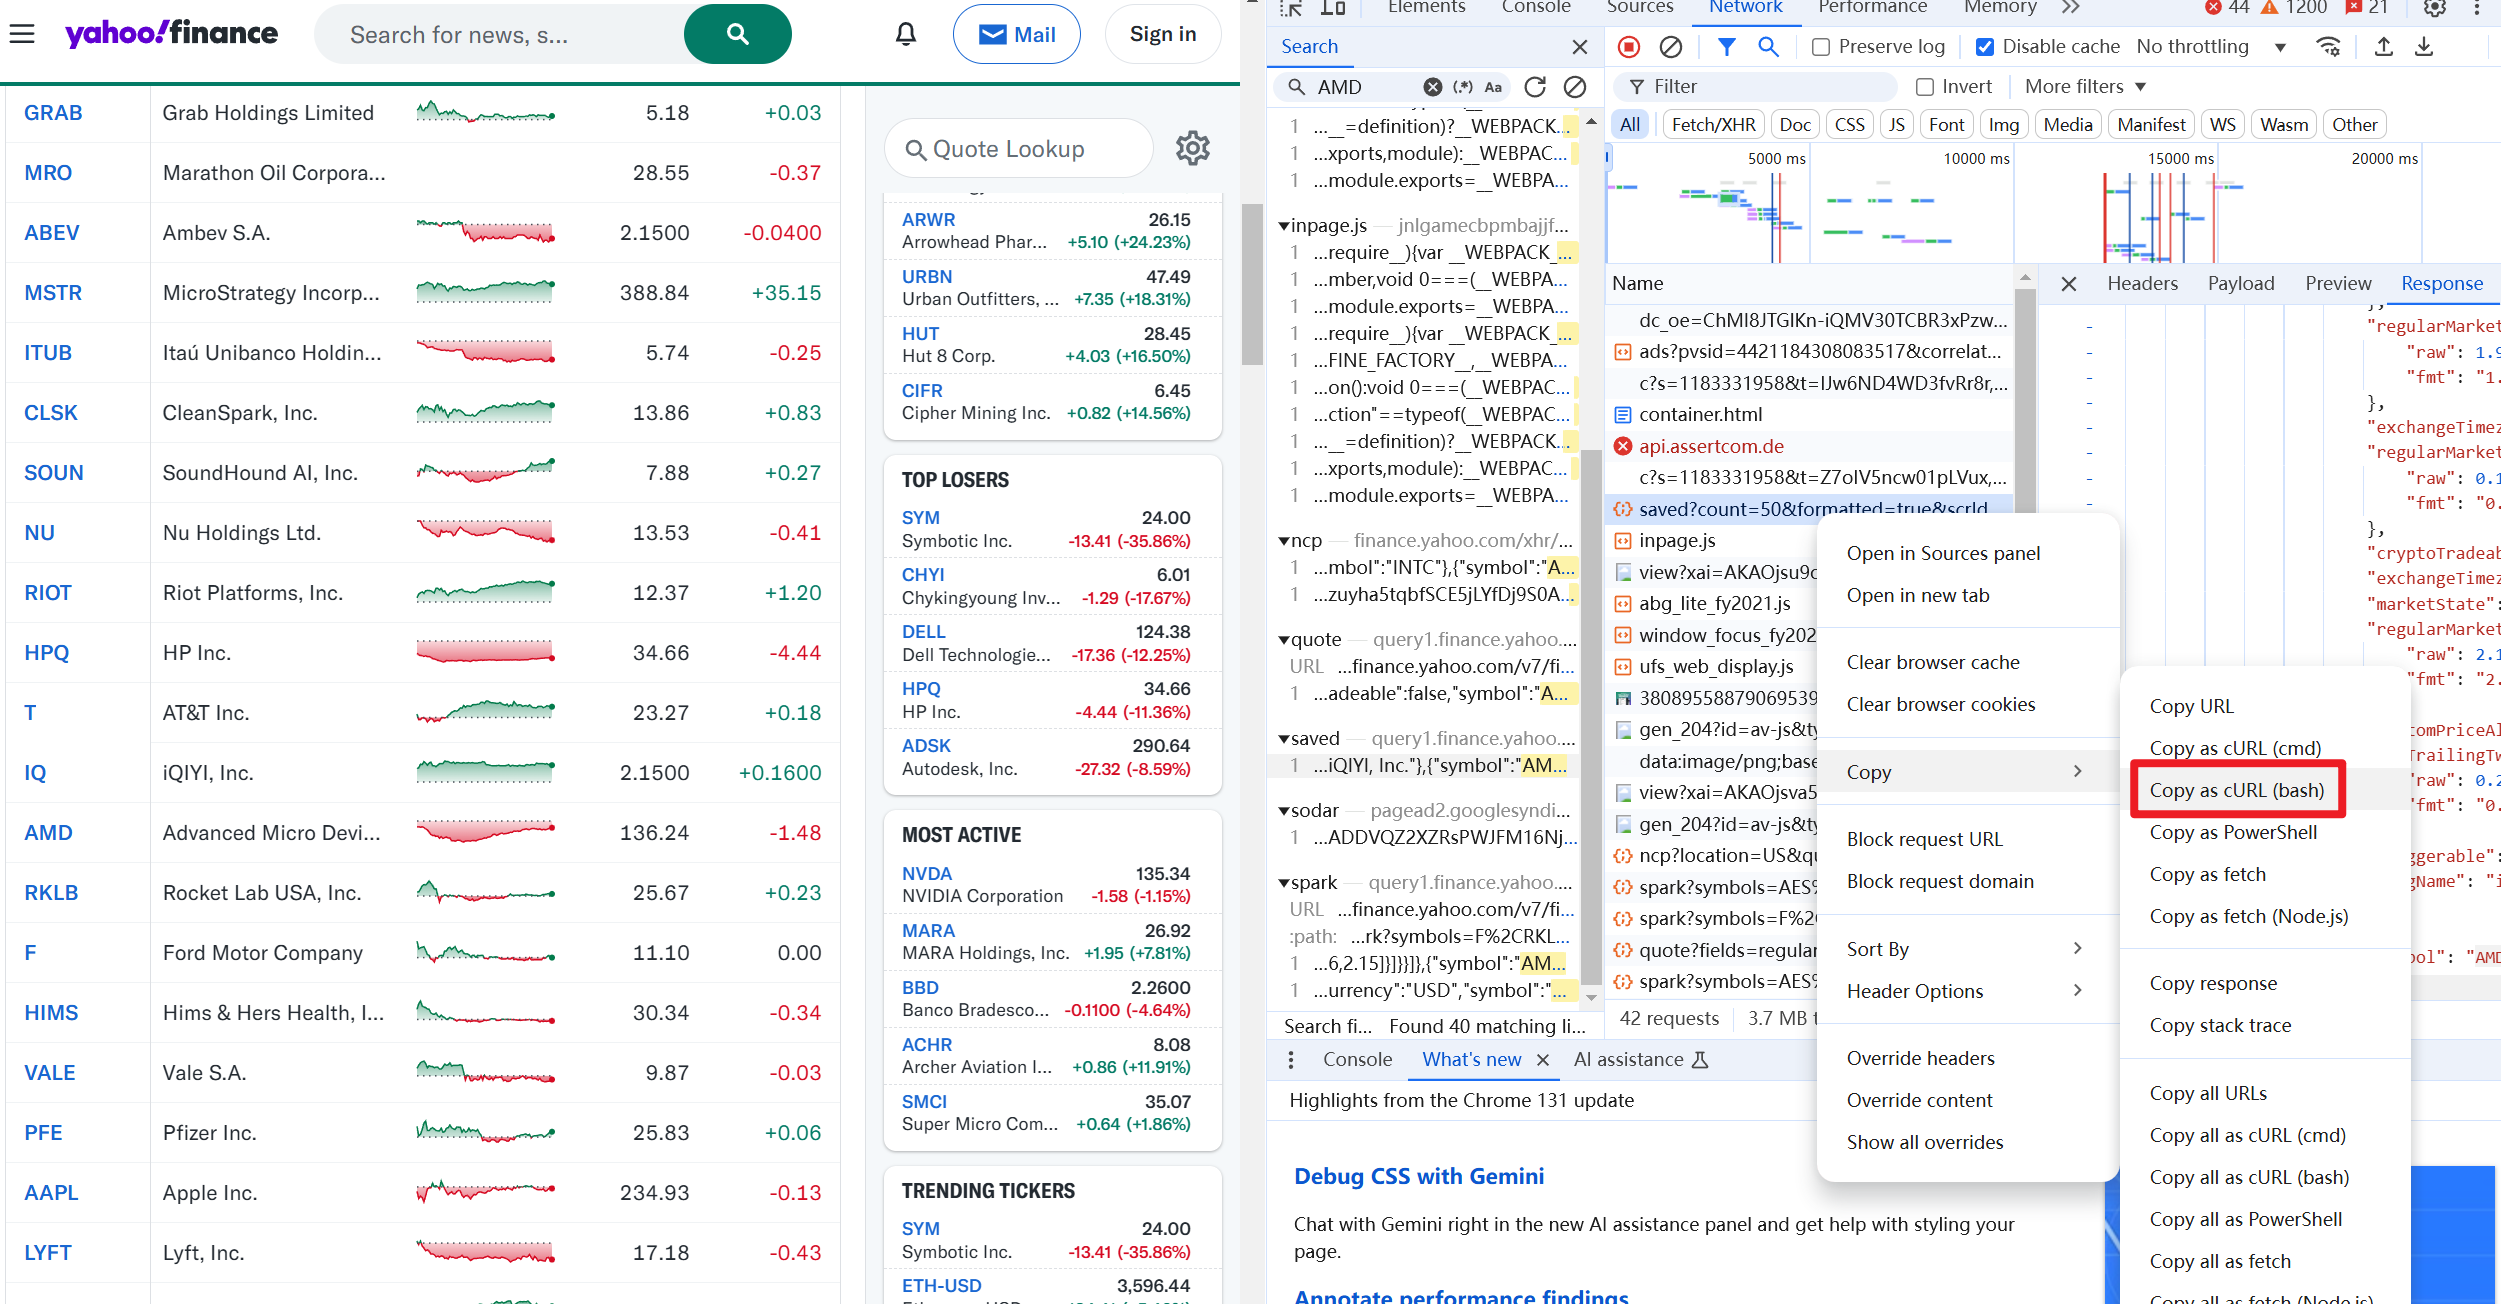 yahoo!finance
Search for news, s...
Mail
Sign in
GRAB Grab Holdings Limited 5.18 +0.03
MRO Marathon Oil Corpora... 28.55 -0.37
ABEV Ambev S.A. 2.1500 -0.0400
MSTR MicroStrategy Incorp... 388.84 +35.15
ITUB Itaú Unibanco Holdin... 5.74 -0.25
CLSK CleanSpark, Inc. 13.86 +0.83
SOUN SoundHound AI, Inc. 7.88 +0.27
NU Nu Holdings Ltd. 13.53 -0.41
RIOT Riot Platforms, Inc. 12.37 +1.20
HPQ HP Inc. 34.66 -4.44
T AT&T Inc. 23.27 +0.18
IQ iQIYI, Inc. 2.1500 +0.1600
AMD Advanced Micro Devi... 136.24 -1.48
RKLB Rocket Lab USA, Inc. 25.67 +0.23
F Ford Motor Company 11.10 0.00
HIMS Hims & Hers Health, I... 30.34 -0.34
VALE Vale S.A. 9.87 -0.03
PFE Pfizer Inc. 25.83 +0.06
AAPL Apple Inc. 234.93 -0.13
LYFT Lyft, Inc. 17.18 -0.43
Quote Lookup
ARWR 26.15
Arrowhead Phar... +5.10 (+24.23%)
URBN 47.49
Urban Outfitters, ... +7.35 (+18.31%)
HUT 28.45
Hut 8 Corp. +4.03 (+16.50%)
CIFR 6.45
Cipher Mining Inc. +0.82 (+14.56%)
TOP LOSERS
SYM 24.00
Symbotic Inc. -13.41 (-35.86%)
CHYI 6.01
Chykingyoung Inv... -1.29 (-17.67%)
DELL 124.38
Dell Technologie... -17.36 (-12.25%)
HPQ 34.66
HP Inc. -4.44 (-11.36%)
ADSK 290.64
Autodesk, Inc. -27.32 (-8.59%)
MOST ACTIVE
NVDA 135.34
NVIDIA Corporation -1.58 (-1.15%)
MARA 26.92
MARA Holdings, Inc. +1.95 (+7.81%)
BBD 2.2600
Banco Bradesco... -0.1100 (-4.64%)
ACHR 8.08
Archer Aviation I... +0.86 (+11.91%)
SMCI 35.07
Super Micro Com... +0.64 (+1.86%)
TRENDING TICKERS
SYM 24.00
Symbotic Inc. -13.41 (-35.86%)
ETH-USD 3,596.44
Elements Console Sources Network Performance Memory 44 1200 21
Search
AMD (.*) Aa
1 ...__=definition)?__WEBPACK...
1 ...xports,module):__WEBPAC...
1 ...module.exports=__WEBPA...
inpage.js — jnlgamecbpmbajjf...
1 ...require__){var __WEBPACK_...
1 ...mber,void 0===(__WEBPA...
1 ...module.exports=__WEBPA...
1 ...require__){var __WEBPACK_...
1 ...FINE_FACTORY__,__WEBPA...
1 ...on():void 0===(__WEBPAC...
1 ...ction"==typeof(__WEBPAC...
1 ...__=definition)?__WEBPACK...
1 ...xports,module):__WEBPAC...
1 ...module.exports=__WEBPA...
ncp — finance.yahoo.com/xhr/...
1 ...mbol":"INTC"},{"symbol":"A...
1 ...zuyha5tqbfSCE5jLYfDj9S0A...
quote — query1.finance.yahoo....
URL ...finance.yahoo.com/v7/fi...
1 ...adeable":false,"symbol":"A...
saved — query1.finance.yahoo....
1 ...iQIYI, Inc."},{"symbol":"AM...
sodar — pagead2.googlesyndi...
1 ...ADDVQZ2XZRsPWJFM16Nj...
spark — query1.finance.yahoo....
URL ...finance.yahoo.com/v7/fi...
:path: ...rk?symbols=F%2CRKL...
1 ...6,2.15]}]}}]},{"symbol":"AM...
1 ...urrency":"USD","symbol":"...
Search fi... Found 40 matching li...
Preserve log Disable cache No throttling
Filter Invert More filters
All Fetch/XHR Doc CSS JS Font Img Media Manifest WS Wasm Other
5000 ms 10000 ms 15000 ms 20000 ms
Name
dc_oe=ChMI8JTGlKn-iQMV30TCBR3xPzw...
ads?pvsid=4421184308083517&correlat...
c?s=1183331958&t=IJw6ND4WD3fvRr8r,...
container.html
api.assertcom.de
c?s=1183331958&t=Z7oIV5ncw01pLVux,...
saved?count=50&formatted=true&scrId
inpage.js
view?xai=AKAOjsu9c
abg_lite_fy2021.js
window_focus_fy202
ufs_web_display.js
38089558879069539
gen_204?id=av-js&ty
data:image/png;base
view?xai=AKAOjsva5
gen_204?id=av-js&ty
ncp?location=US&qu
spark?symbols=AES%
spark?symbols=F%2C
quote?fields=regular
spark?symbols=AES%
42 requests 3.7 MB t
Headers Payload Preview Response
"regularMarket
"raw": 1.9
"fmt": "1.
},
"exchangeTimez
"regularMarket
"raw": 0.1
"fmt": "0.
},
"cryptoTradeab
"exchangeTimez
"marketState":
"regularMarket
"raw": 2.1
"fmt": "2.
omPriceAl
TrailingTw
"raw": 0.2
"fmt": "0.
ggerable":
gName": "i
bol": "AMD
Open in Sources panel
Open in new tab
Clear browser cache
Clear browser cookies
Copy
Block request URL
Block request domain
Sort By
Header Options
Override headers
Override content
Show all overrides
Copy URL
Copy as cURL (cmd)
Copy as cURL (bash)
Copy as PowerShell
Copy as fetch
Copy as fetch (Node.js)
Copy response
Copy stack trace
Copy all URLs
Copy all as cURL (cmd)
Copy all as cURL (bash)
Copy all as PowerShell
Copy all as fetch
Copy all as fetch (Node.js)
Console What's new AI assistance
Highlights from the Chrome 131 update
Debug CSS with Gemini
Chat with Gemini right in the new AI assistance panel and get help with styling your
page.
Annotate performance findings